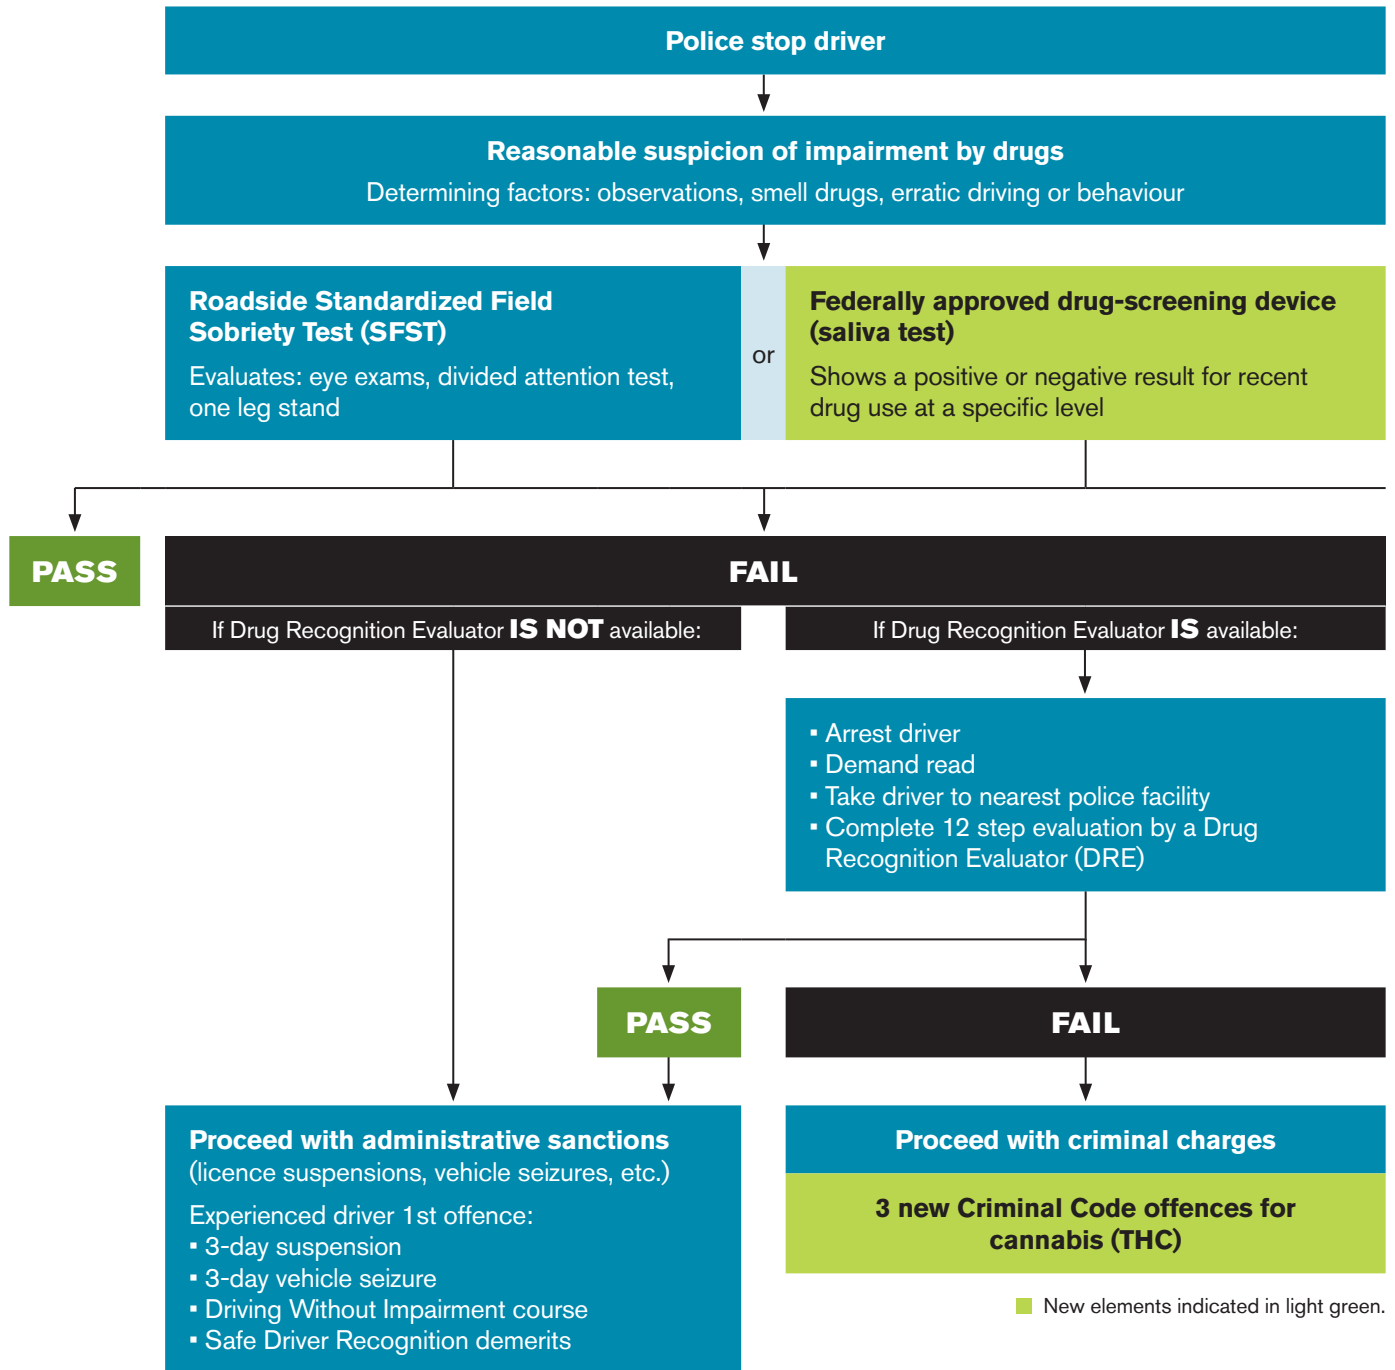 Police stop driver
Reasonable suspicion of impairment by drugs
Determining factors: observations, smell drugs, erratic driving or behaviour
Roadside Standardized Field
Sobriety Test (SFST)
Evaluates: eye exams, divided attention test,
one leg stand
or
Federally approved drug-screening device
(saliva test)
Shows a positive or negative result for recent
drug use at a specific level
PASS
FAIL
If Drug Recognition Evaluator IS NOT available:
If Drug Recognition Evaluator IS available:
▪ Arrest driver
▪ Demand read
▪ Take driver to nearest police facility
▪ Complete 12 step evaluation by a Drug
Recognition Evaluator (DRE)
PASS
FAIL
Proceed with administrative sanctions
(licence suspensions, vehicle seizures, etc.)
Experienced driver 1st offence:
▪ 3-day suspension
▪ 3-day vehicle seizure
▪ Driving Without Impairment course
▪ Safe Driver Recognition demerits
Proceed with criminal charges
3 new Criminal Code offences for
cannabis (THC)
New elements indicated in light green.